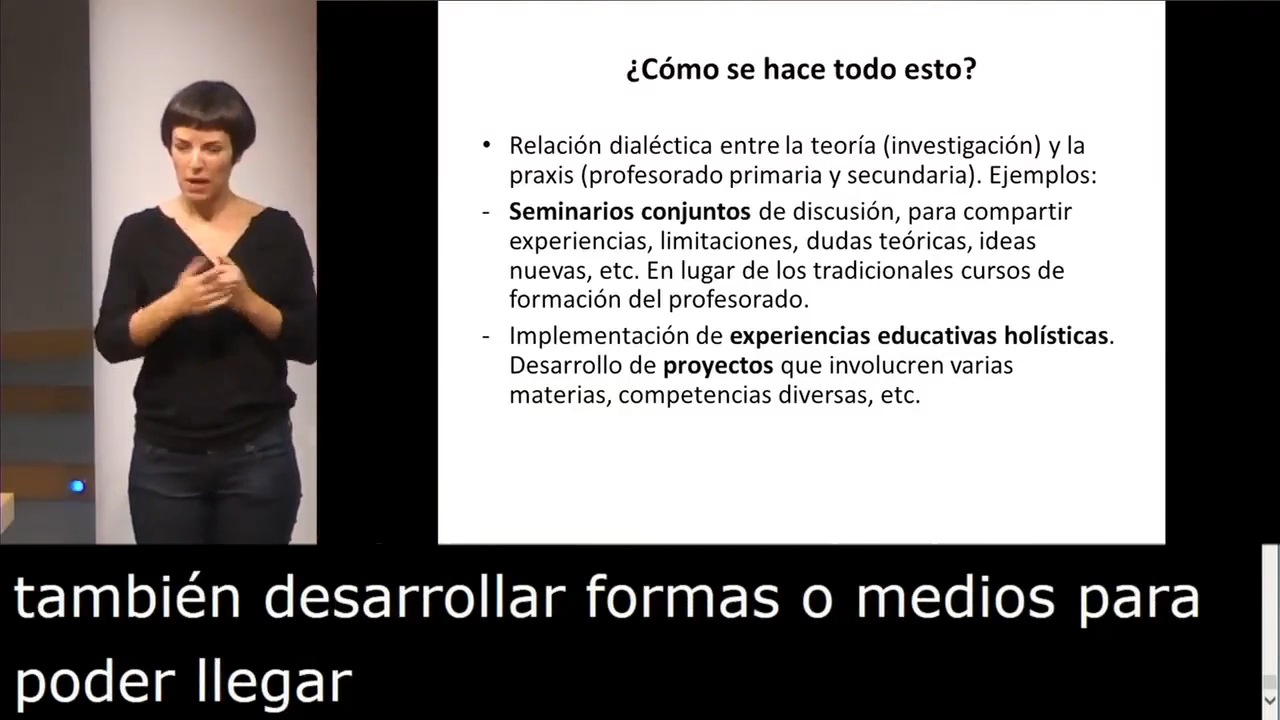 ¿Cómo se hace todo esto?
• Relación dialéctica entre la teoría (investigación) y la
praxis (profesorado primaria y secundaria). Ejemplos:
- Seminarios conjuntos de discusión, para compartir
experiencias, limitaciones, dudas teóricas, ideas
nuevas, etc. En lugar de los tradicionales cursos de
formación del profesorado.
- Implementación de experiencias educativas holísticas.
Desarrollo de proyectos que involucren varias
materias, competencias diversas, etc.
también desarrollar formas o medios para
poder llegar